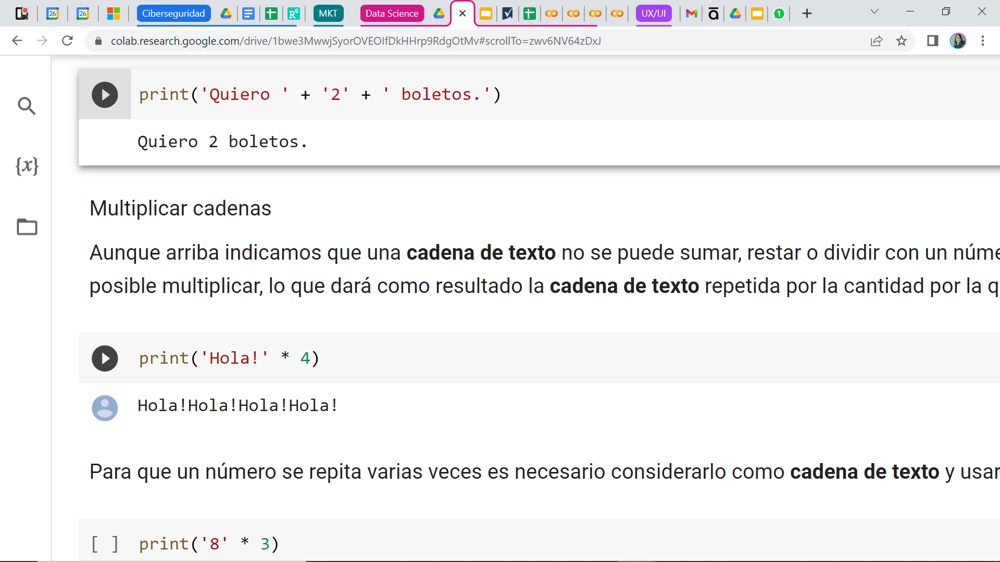 26
26
Ciberseguridad
MKT
Data Science
UX/UI
1
colab.research.google.com/drive/1bwe3MwwjSyorOVEOIfDkHHrp9RdgOtMv#scrollTo=zwv6NV64zDxJ
print('Quiero ' + '2' + ' boletos.')
Quiero 2 boletos.
{x}
Multiplicar cadenas
Aunque arriba indicamos que una cadena de texto no se puede sumar, restar o dividir con un núme
posible multiplicar, lo que dará como resultado la cadena de texto repetida por la cantidad por la q
print('Hola!' * 4)
Hola!Hola!Hola!Hola!
Para que un número se repita varias veces es necesario considerarlo como cadena de texto y usar
[ ] print('8' * 3)